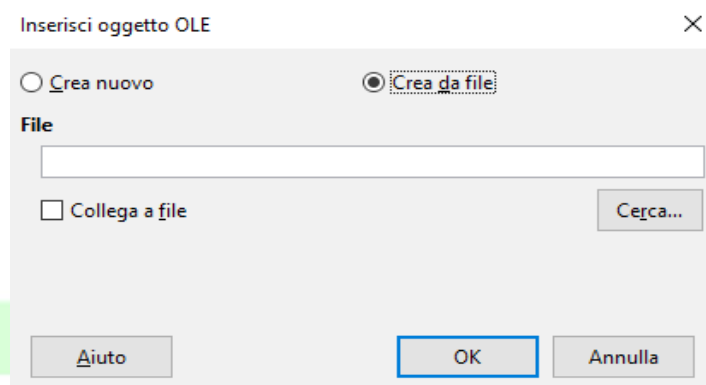 Inserisci oggetto OLE
Crea nuovo Crea da file
File
Collega a file Cerca...
Aiuto OK Annulla